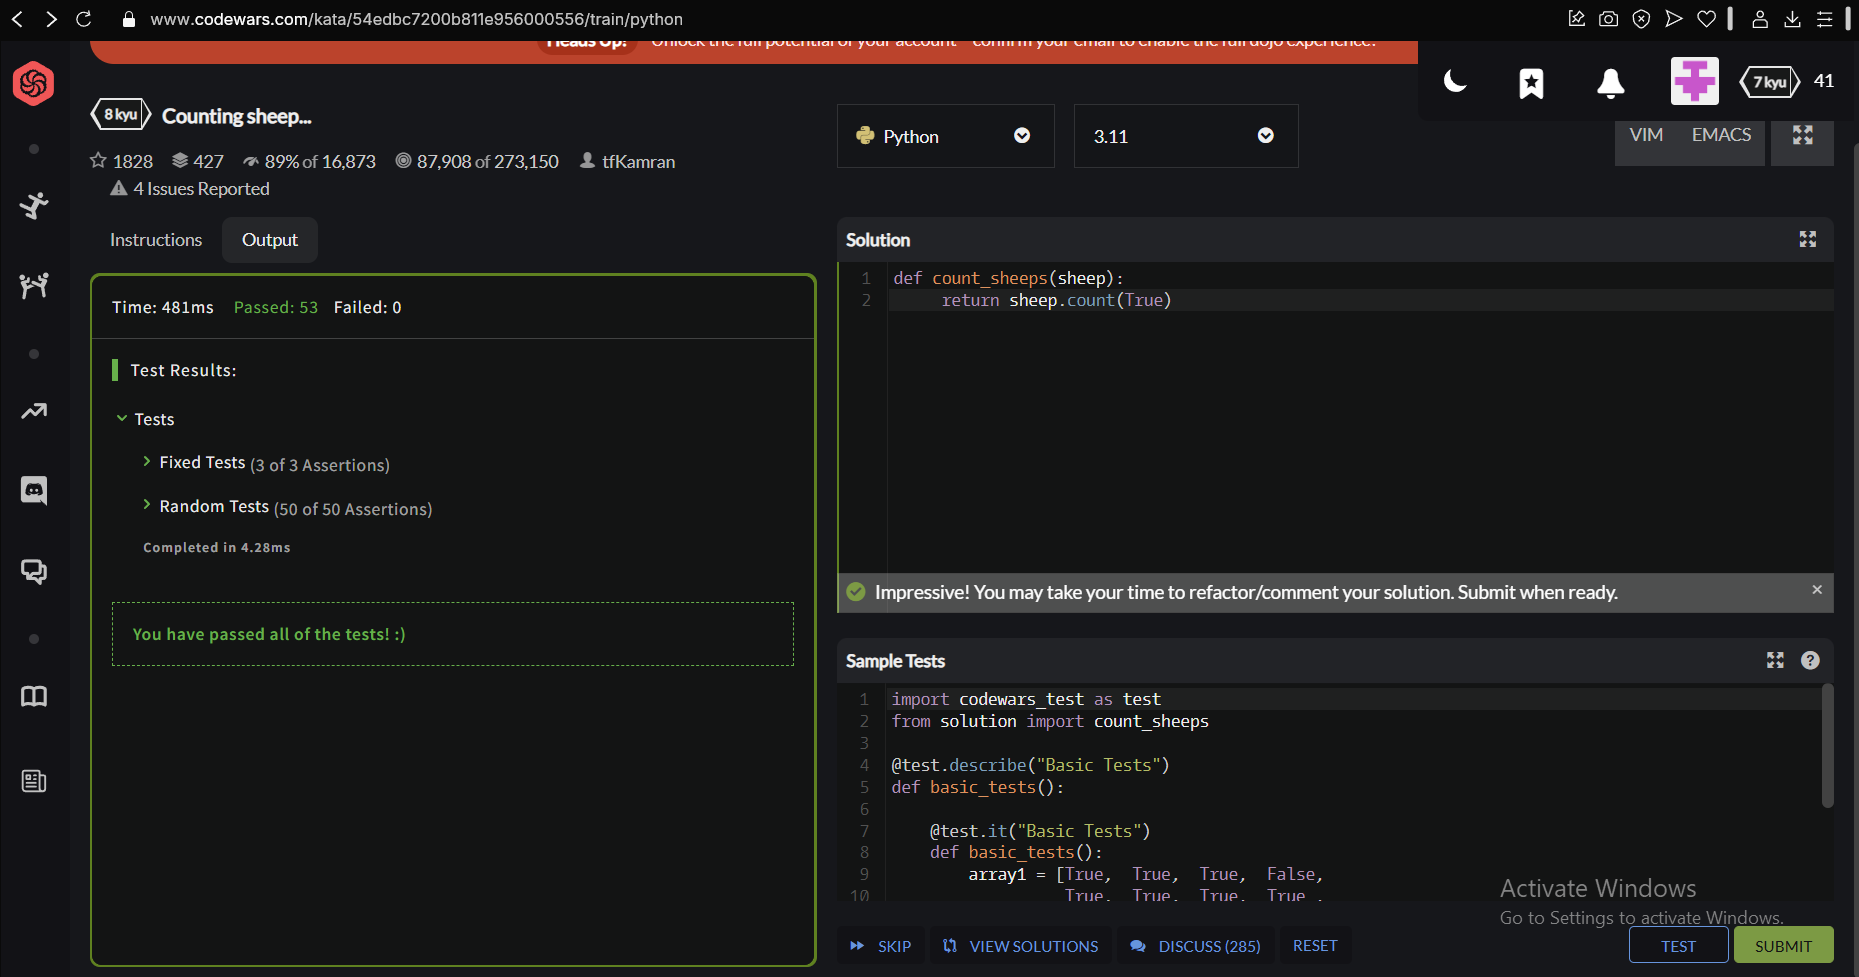 www.codewars.com/kata/54edbc7200b811e956000556/train/python
Heads Up! Unlock the full potential of your account - confirm your email to enable the full dojo experience!
7 kyu 41
8 kyu Counting sheep...
1828 427 89% of 16,873 87,908 of 273,150 tfKamran
4 Issues Reported
Python 3.11 VIM EMACS
Instructions Output
Time: 481ms Passed: 53 Failed: 0
Test Results:
Tests
Fixed Tests (3 of 3 Assertions)
Random Tests (50 of 50 Assertions)
Completed in 4.28ms
You have passed all of the tests! :)
Solution
1 def count_sheeps(sheep):
2 return sheep.count(True)
Impressive! You may take your time to refactor/comment your solution. Submit when ready.
Sample Tests
1 import codewars_test as test
2 from solution import count_sheeps
3
4 @test.describe("Basic Tests")
5 def basic_tests():
6
7 @test.it("Basic Tests")
8 def basic_tests():
9 array1 = [True, True, True, False,
10 True, True, True, True ,
Activate Windows
Go to Settings to activate Windows.
SKIP VIEW SOLUTIONS DISCUSS (285) RESET TEST SUBMIT